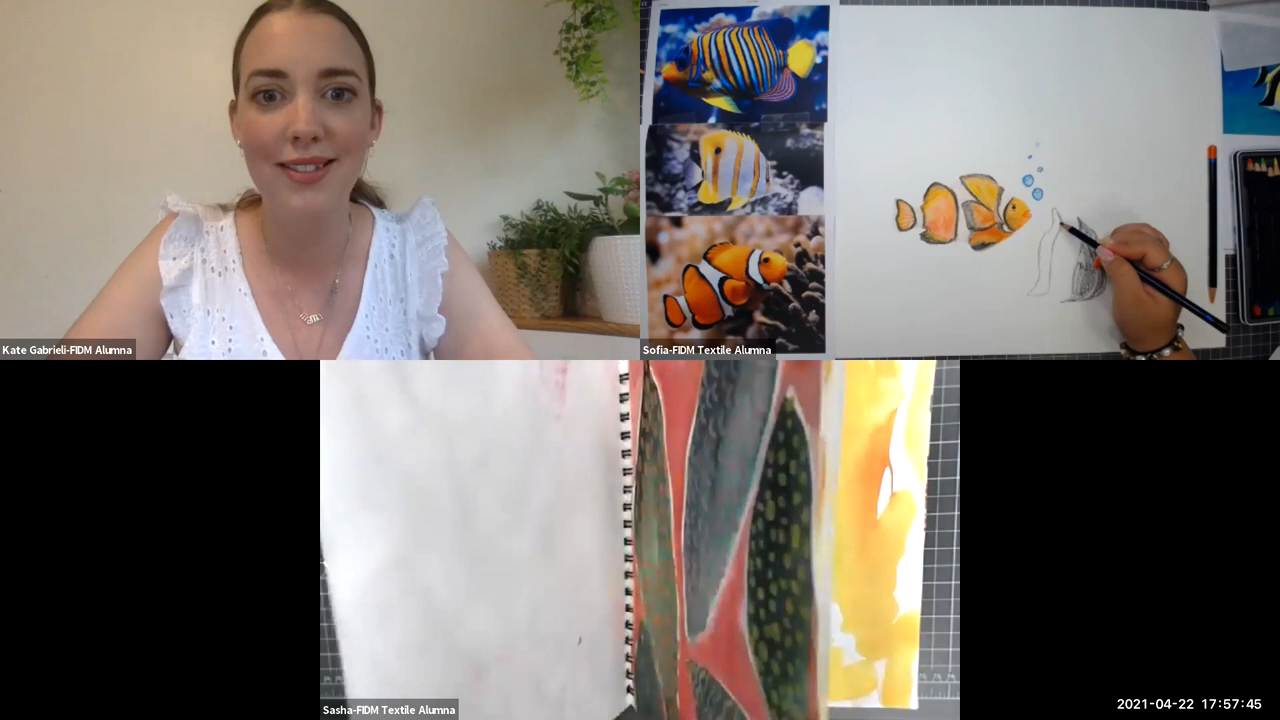 Kate Gabrieli-FIDM Alumna
Sofia-FIDM Textile Alumna
Sasha-FIDM Textile Alumna
2021-04-22 17:57:45